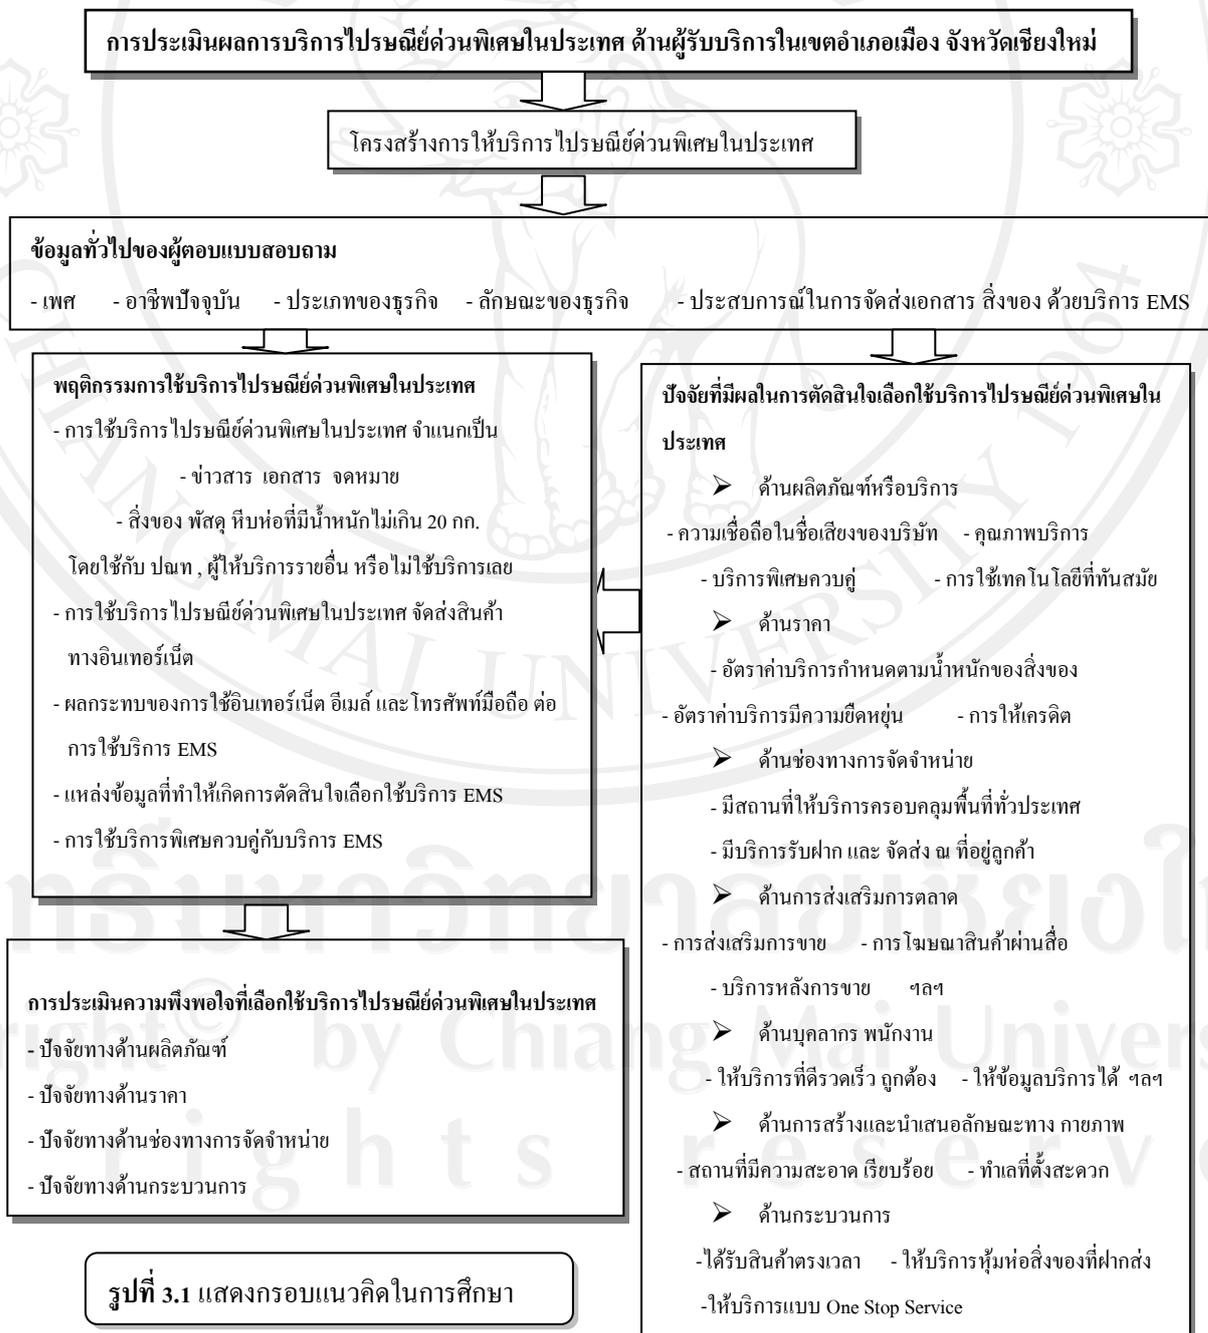 การประเมินผลการบริการไปรษณีย์ด่วนพิเศษในประเทศ ด้านผู้รับบริการในเขตอำเภอเมือง จังหวัดเชียงใหม่
โครงสร้างการให้บริการไปรษณีย์ด่วนพิเศษในประเทศ
ข้อมูลทั่วไปของผู้ตอบแบบสอบถาม
- เพศ - อาชีพปัจจุบัน - ประเภทของธุรกิจ - ลักษณะของธุรกิจ - ประสบการณ์ในการจัดส่งเอกสาร สิ่งของ ด้วยบริการ EMS
พฤติกรรมการใช้บริการไปรษณีย์ด่วนพิเศษในประเทศ
- การใช้บริการไปรษณีย์ด่วนพิเศษในประเทศ จำแนกเป็น
- ข่าวสาร เอกสาร จดหมาย
- สิ่งของ พัสดุ หีบห่อที่มีน้ำหนักไม่เกิน 20 กก.
โดยใช้กับ ปณท , ผู้ให้บริการรายอื่น หรือไม่ใช้บริการเลย
- การใช้บริการไปรษณีย์ด่วนพิเศษในประเทศ จัดส่งสินค้า
ทางอินเทอร์เน็ต
- ผลกระทบของการใช้อินเทอร์เน็ต อีเมล์ และโทรศัพท์มือถือ ต่อ
การใช้บริการ EMS
- แหล่งข้อมูลที่ทำให้เกิดการตัดสินใจเลือกใช้บริการ EMS
- การใช้บริการพิเศษควบคู่กับบริการ EMS
ปัจจัยที่มีผลในการตัดสินใจเลือกใช้บริการไปรษณีย์ด่วนพิเศษใน
ประเทศ
➢ ด้านผลิตภัณฑ์หรือบริการ
- ความเชื่อถือในชื่อเสียงของบริษัท - คุณภาพบริการ
- บริการพิเศษควบคู่ - การใช้เทคโนโลยีที่ทันสมัย
➢ ด้านราคา
- อัตราค่าบริการกำหนดตามน้ำหนักของสิ่งของ
- อัตราค่าบริการมีความยืดหยุ่น - การให้เครดิต
➢ ด้านช่องทางการจัดจำหน่าย
- มีสถานที่ให้บริการครอบคลุมพื้นที่ทั่วประเทศ
- มีบริการรับฝาก และ จัดส่ง ณ ที่อยู่ลูกค้า
➢ ด้านการส่งเสริมการตลาด
- การส่งเสริมการขาย - การโฆษณาสินค้าผ่านสื่อ
- บริการหลังการขาย ฯลฯ
➢ ด้านบุคลากร พนักงาน
- ให้บริการที่ดีรวดเร็ว ถูกต้อง - ให้ข้อมูลบริการได้ ฯลฯ
➢ ด้านการสร้างและนำเสนอลักษณะทาง กายภาพ
- สถานที่มีความสะอาด เรียบร้อย - ทำเลที่ตั้งสะดวก
➢ ด้านกระบวนการ
-ได้รับสินค้าตรงเวลา - ให้บริการหุ้มห่อสิ่งของที่ฝากส่ง
-ให้บริการแบบ One Stop Service
การประเมินความพึงพอใจที่เลือกใช้บริการไปรษณีย์ด่วนพิเศษในประเทศ
- ปัจจัยทางด้านผลิตภัณฑ์
- ปัจจัยทางด้านราคา
- ปัจจัยทางด้านช่องทางการจัดจำหน่าย
- ปัจจัยทางด้านกระบวนการ
รูปที่ 3.1 แสดงกรอบแนวคิดในการศึกษา
CHIANG MAI UNIVERSITY 1964
by Chiang Mai
rights